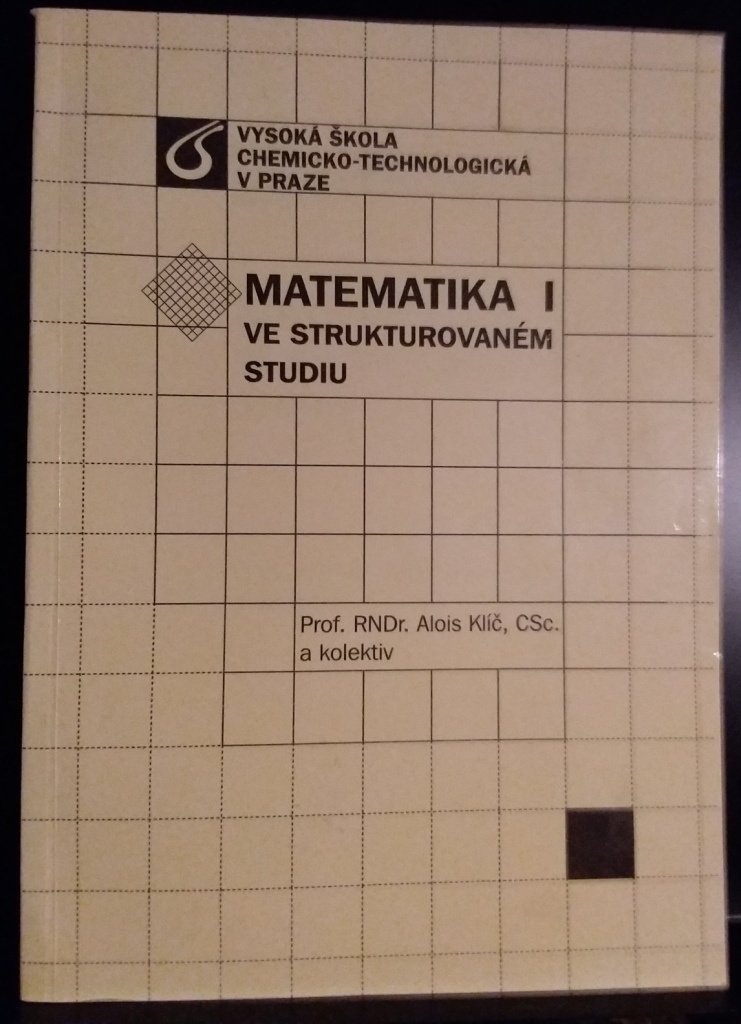 VYSOKÁ ŠKOLA
CHEMICKO-TECHNOLOGICKÁ
V PRAZE
MATEMATIKA I
VE STRUKTUROVANÉM
STUDIU
Prof. RNDr. Alois Klíč, CSc.
a kolektiv